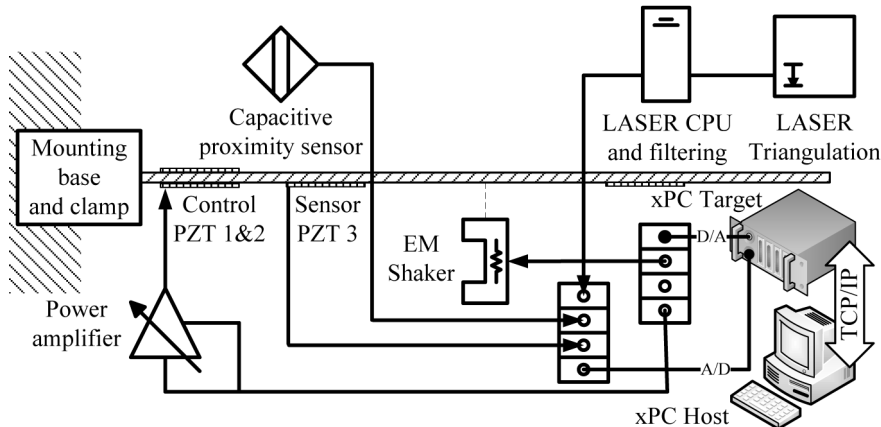 Capacitive
proximity sensor
LASER CPU
and filtering
LASER
Triangulation
Mounting
base
and clamp
Control
PZT 1&2
Sensor
PZT 3
EM
Shaker
xPC Target
D/A
Power
amplifier
TCP/IP
A/D
xPC Host